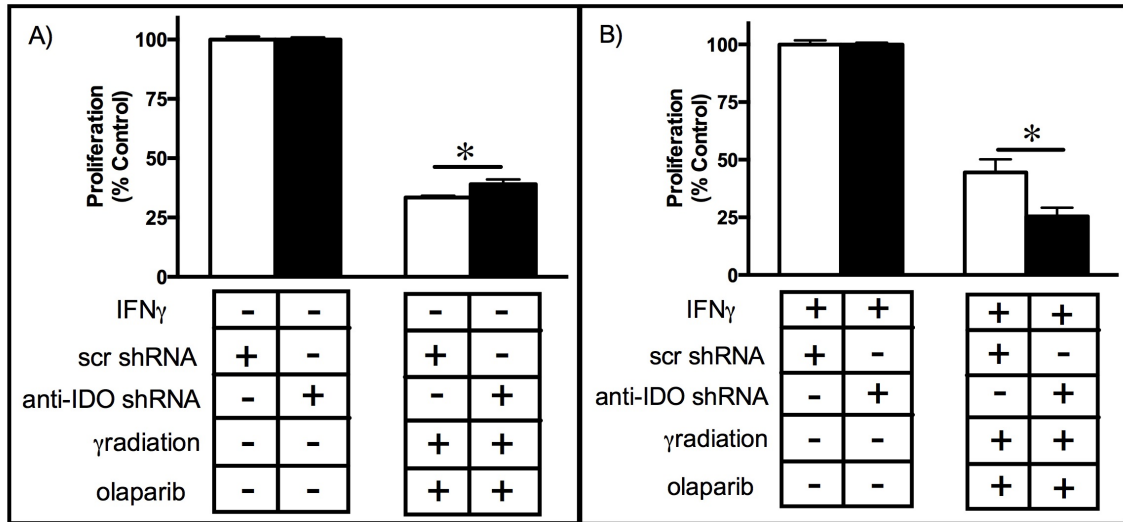 A)
Proliferation
(% Control)
100
75
50
25
0
*
IFNγ - - - -
scr shRNA + - + -
anti-IDO shRNA - + - +
γradiation - - + +
olaparib - - + +
B)
Proliferation
(% Control)
100
75
50
25
0
*
IFNγ + + + +
scr shRNA + - + -
anti-IDO shRNA - + - +
γradiation - - + +
olaparib - - + +